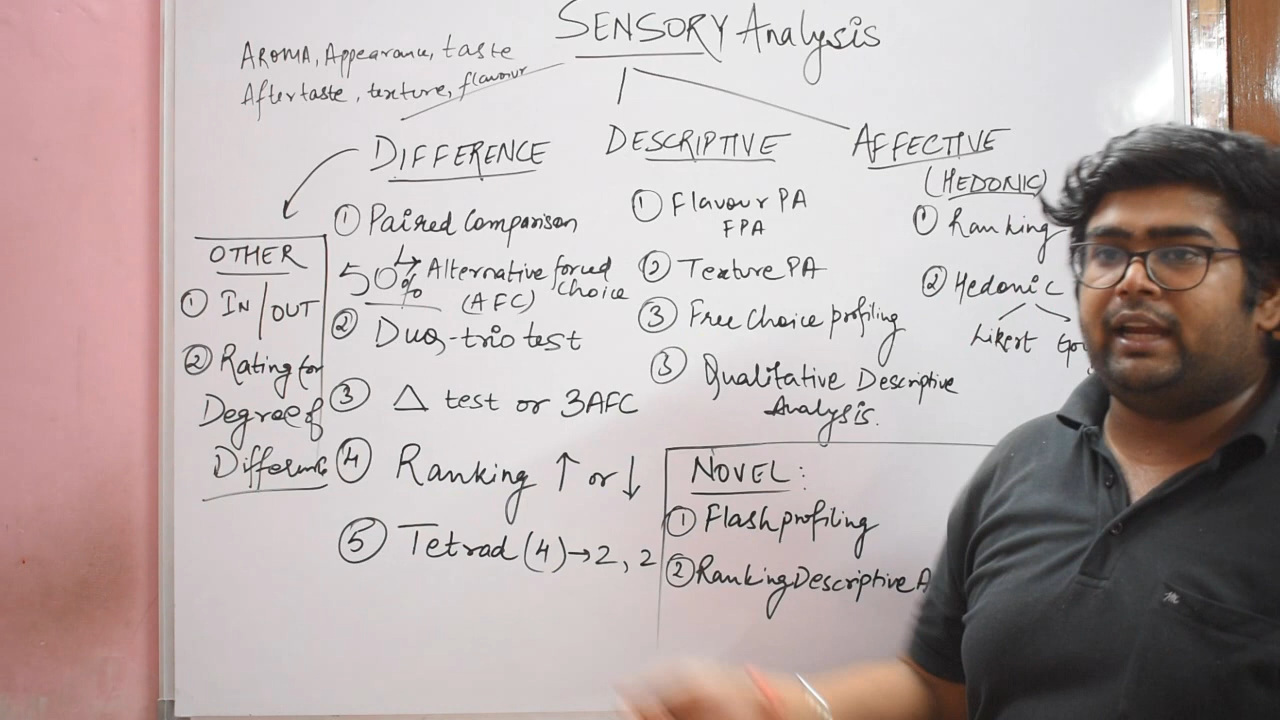 SENSORY Analysis
AROMA, Appearance, taste
Aftertaste, texture, flavour
DIFFERENCE
① Paired Comparison
50%
↳ Alternative forced choice
(AFC)
② Duo-trio test
③ △ test or 3AFC
④ Ranking ↑ or ↓
⑤ Tetrad (4) → 2, 2
OTHER
① IN/OUT
② Rating for
Degree of
Difference
DESCRIPTIVE
① Flavour PA
FPA
② Texture PA
③ Free Choice profiling
③ Qualitative Descriptive
Analysis.
NOVEL:
① Flash profiling
② Ranking Descriptive A
AFFECTIVE
(HEDONIC)
① Ranking
② Hedonic
Likert